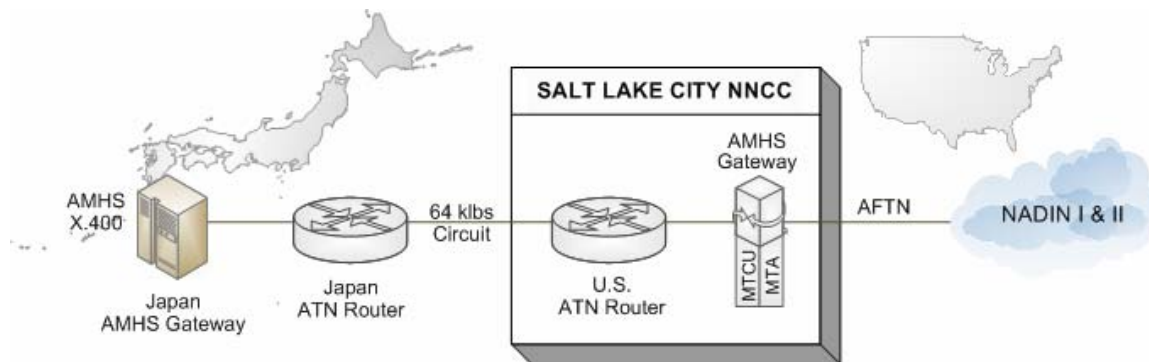 SALT LAKE CITY NNCC
AMHS
X.400
Japan
AMHS Gateway
Japan
ATN Router
64 klbs
Circuit
U.S.
ATN Router
AMHS
Gateway
MTCU
MTA
AFTN
NADIN I & II